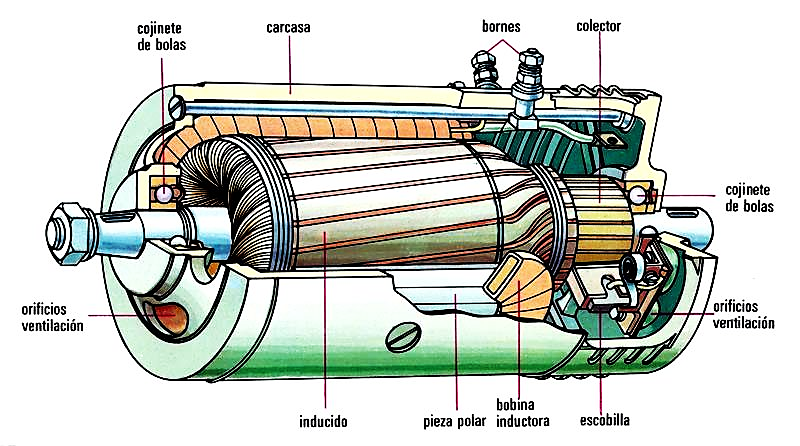 cojinete
de bolas
carcasa
bornes
colector
cojinete
de bolas
orificios
ventilación
orificios
ventilación
inducido
pieza polar
bobina
inductora
escobilla